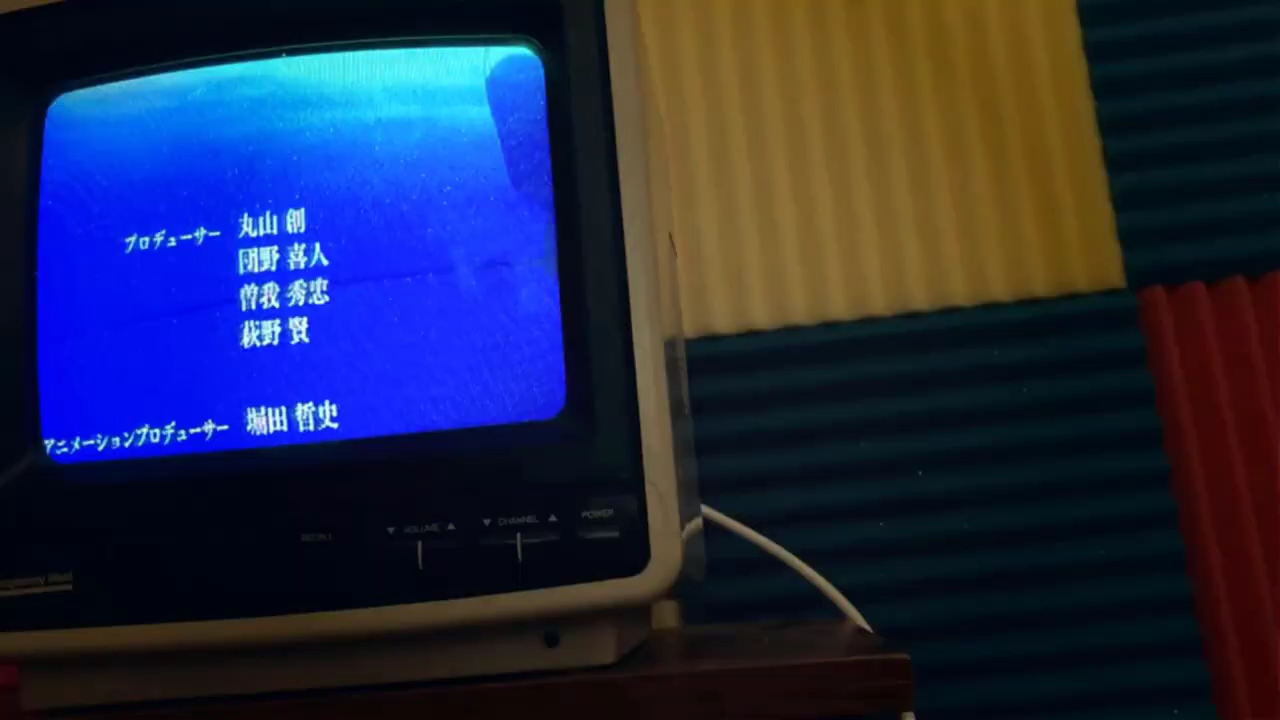 プロデューサー 丸山 創
団野 喜人
曽我 秀忠
萩野 賢
アニメーションプロデューサー 堀田 哲史
RECALL
▼ VOLUME ▲ ▼ CHANNEL ▲ POWER